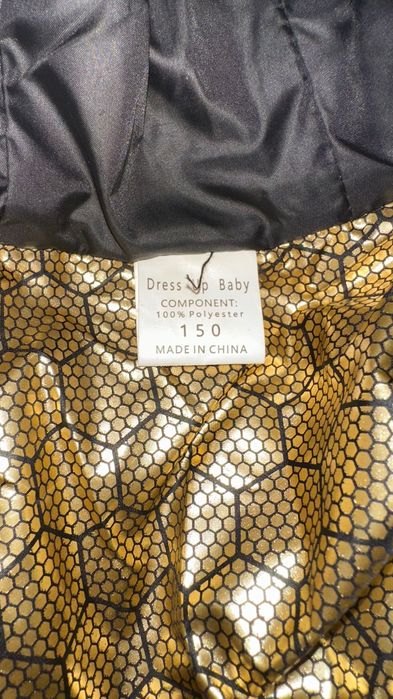 Dress Up Baby
COMPONENT:
100% Polyester
150
MADE IN CHINA